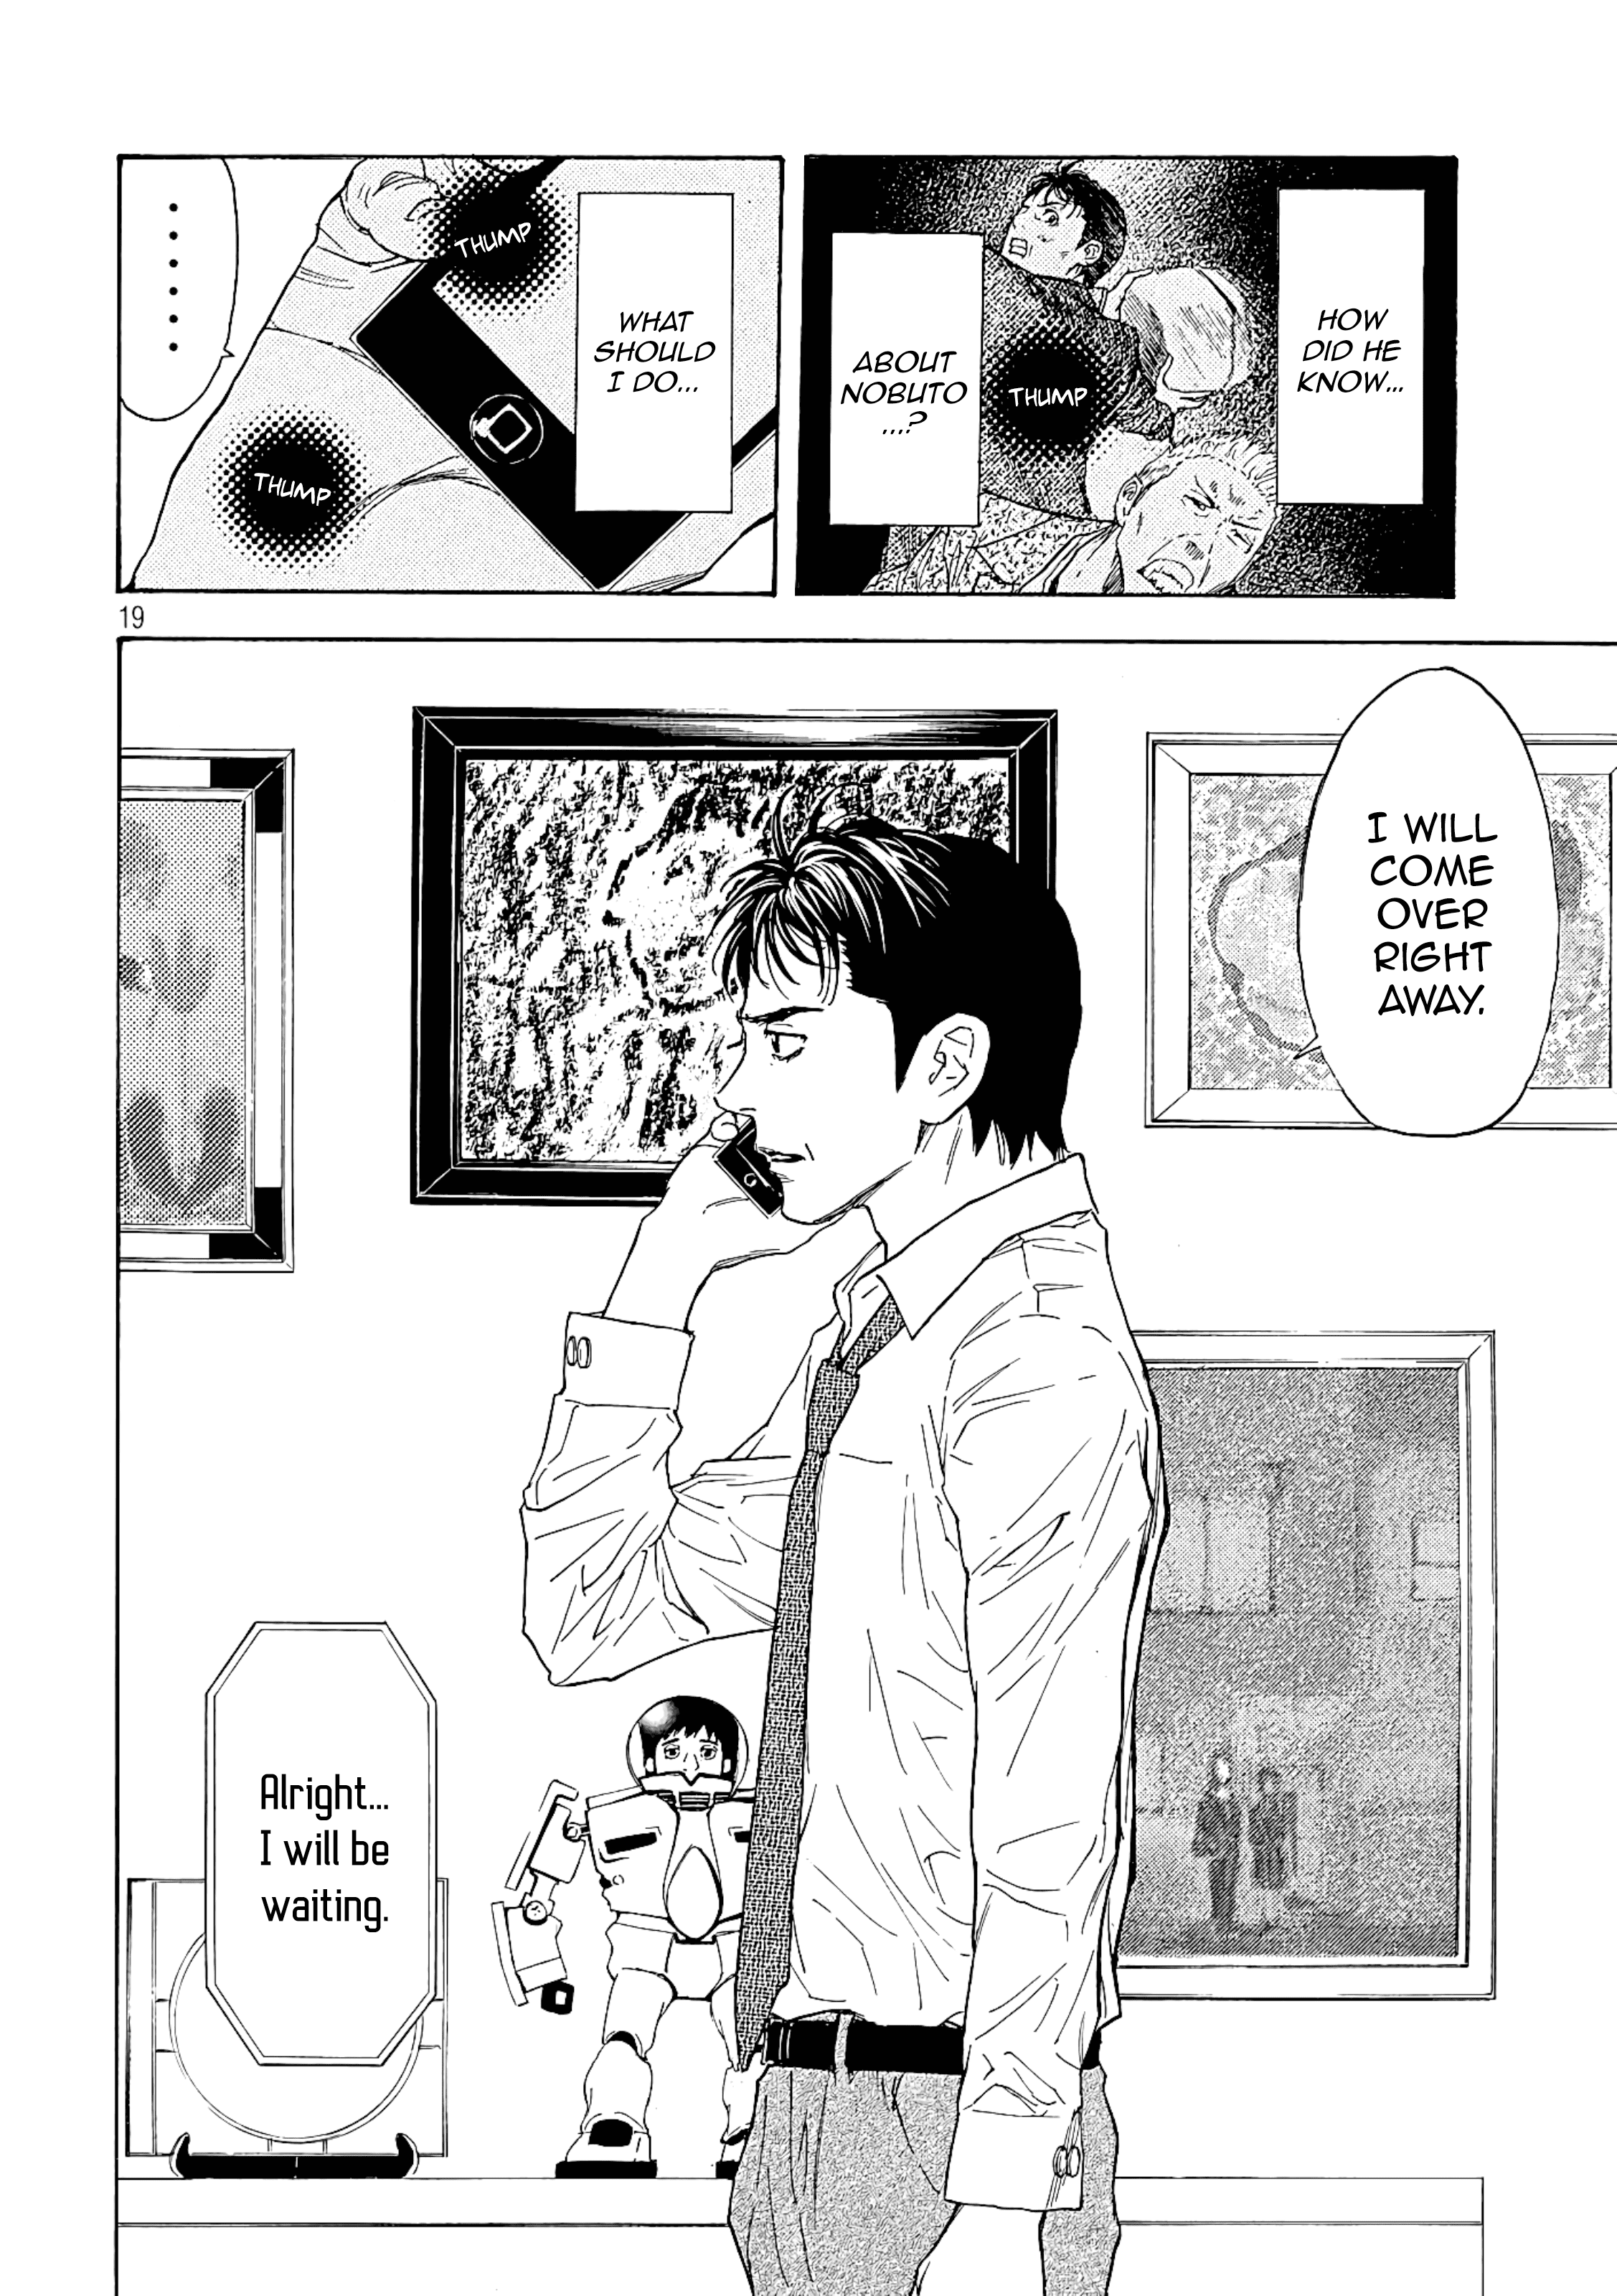 HOW
DID HE
KNOW...
THUMP
ABOUT
NOBUTO
...?
WHAT
SHOULD
I DO...
THUMP
THUMP
......
19
I WILL
COME
OVER
RIGHT
AWAY.
Alright...
I will be
waiting.